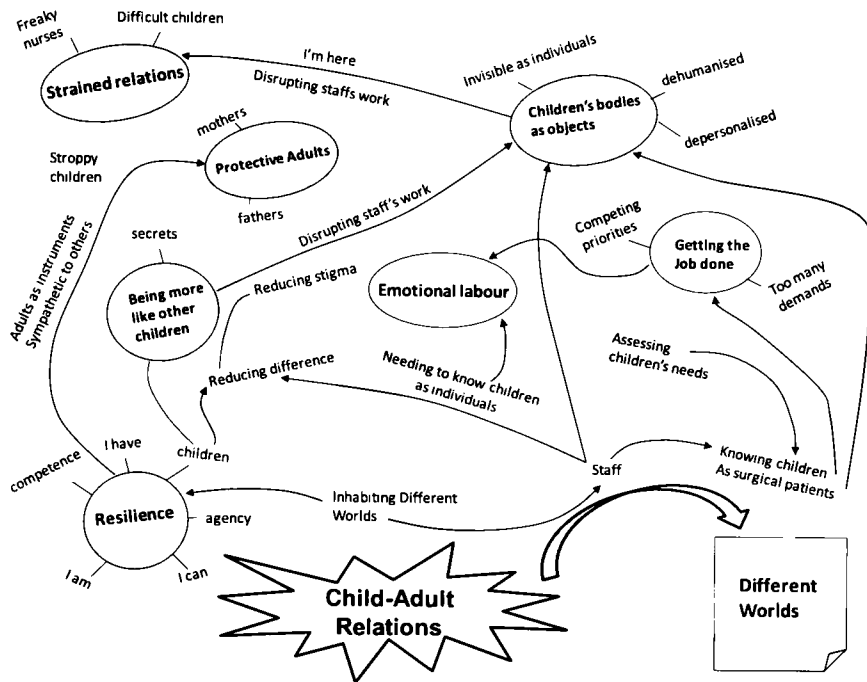 Freaky
nurses
Difficult children
Strained relations
I'm here
Disrupting staffs work
Invisible as individuals
dehumanised
Children's bodies
as objects
depersonalised
mothers
Protective Adults
fathers
Stroppy
children
Adults as instruments
Sympathetic to others
secrets
Being more
like other
children
Disrupting staff's work
Reducing stigma
Emotional labour
Competing
priorities
Getting the
Job done
Too many
demands
Reducing difference
Needing to know children
as individuals
Assessing
children's needs
children
I have
competence
Resilience
agency
I am
I can
Inhabiting Different
Worlds
Staff
Knowing children
As surgical patients
Child-Adult
Relations
Different
Worlds